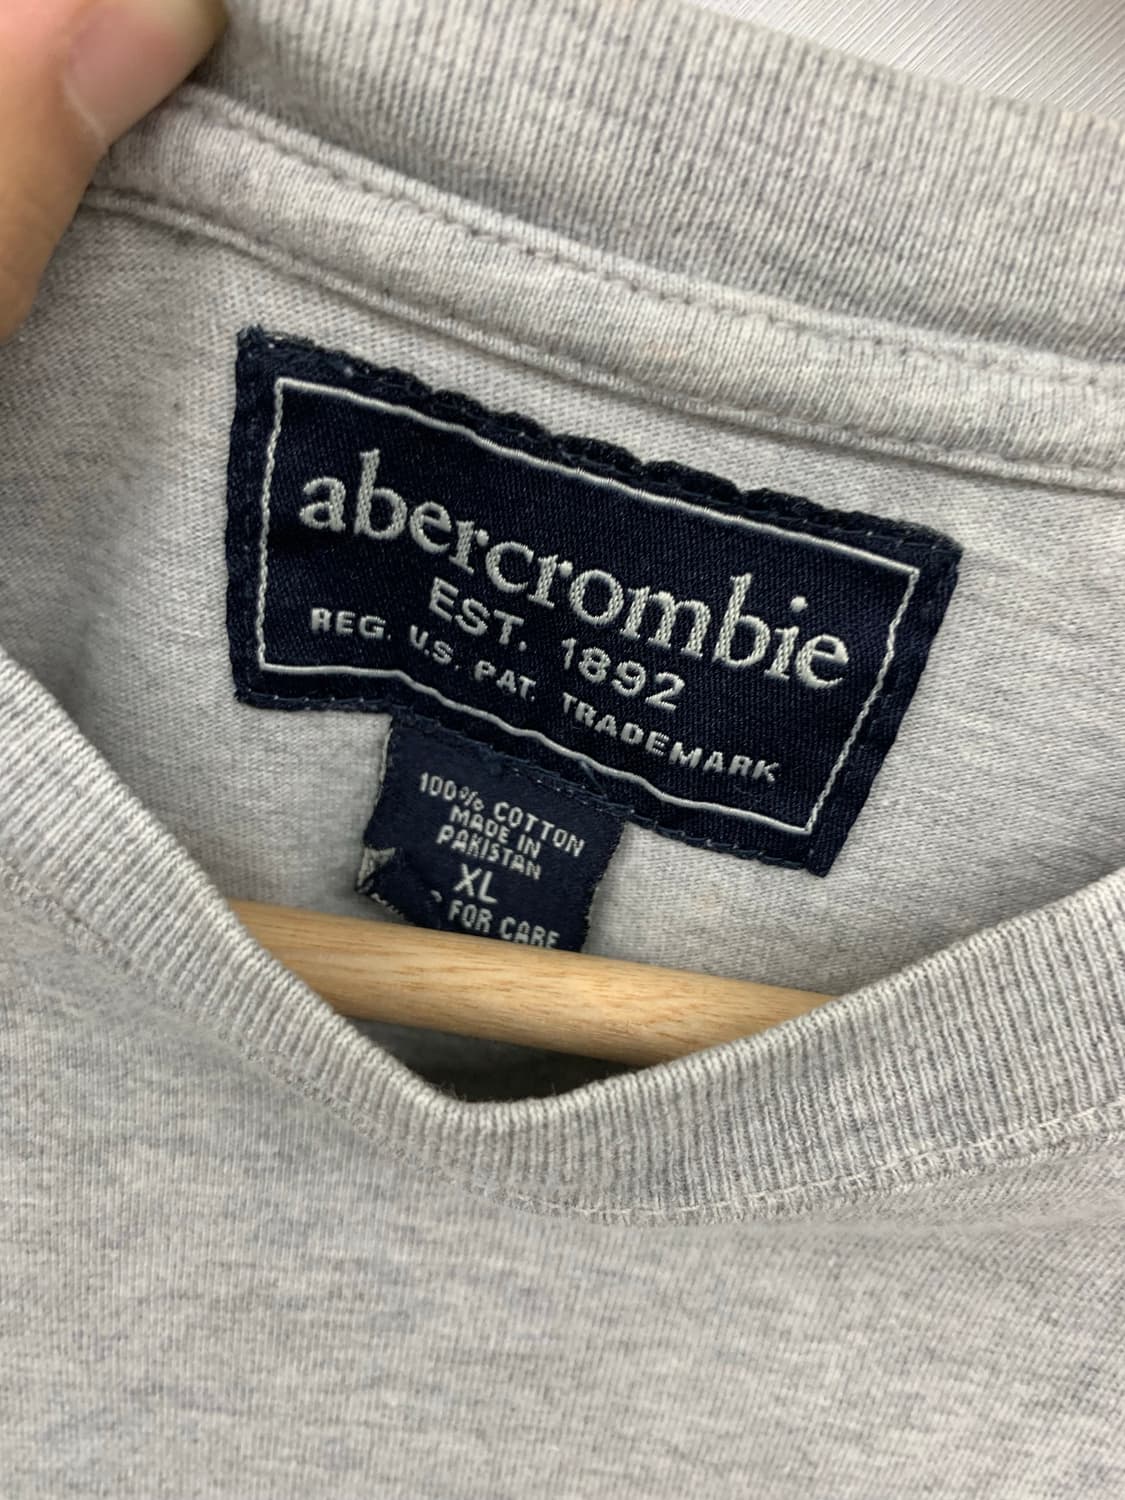 abercrombie
EST. 1892
REG. U.S. PAT. TRADEMARK
100% COTTON
MADE IN
PAKISTAN
XL
FOR CARE